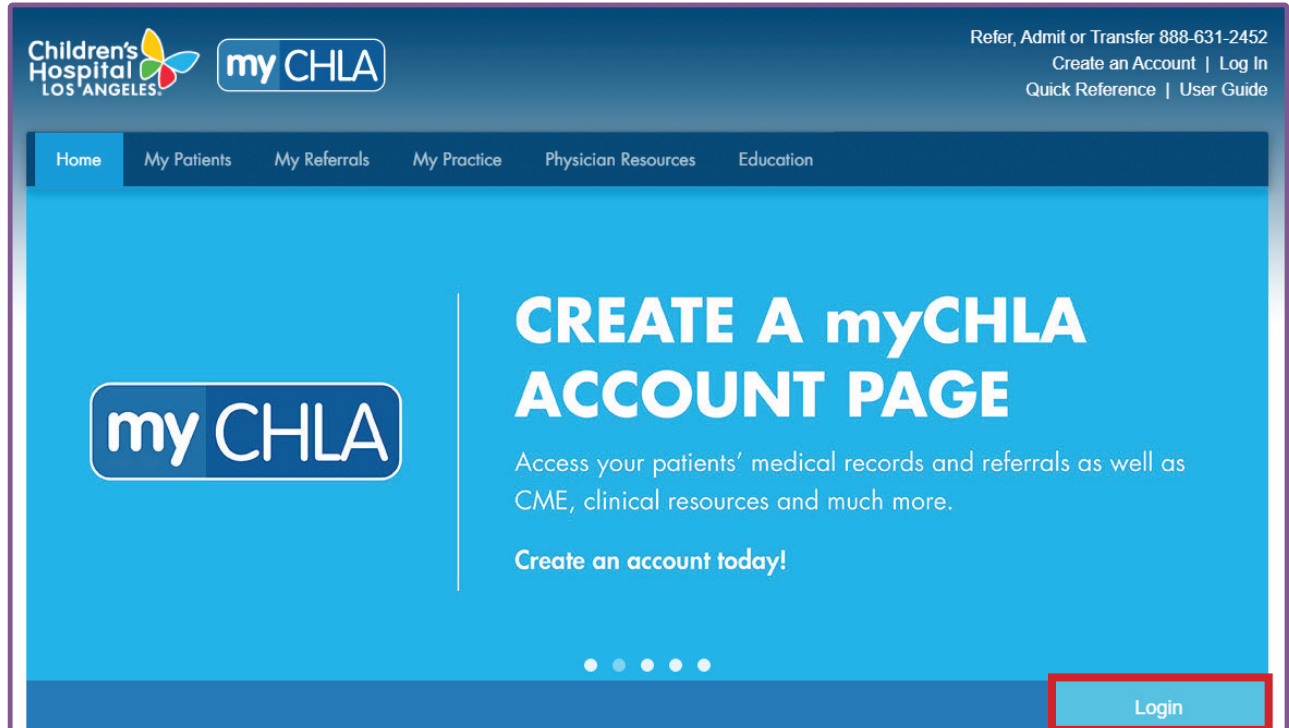 Children's
Hospital
LOS ANGELES.
my CHLA
Refer, Admit or Transfer 888-631-2452
Create an Account | Log In
Quick Reference | User Guide
Home My Patients My Referrals My Practice Physician Resources Education
my CHLA
CREATE A myCHLA
ACCOUNT PAGE
Access your patients' medical records and referrals as well as
CME, clinical resources and much more.
Create an account today!
Login